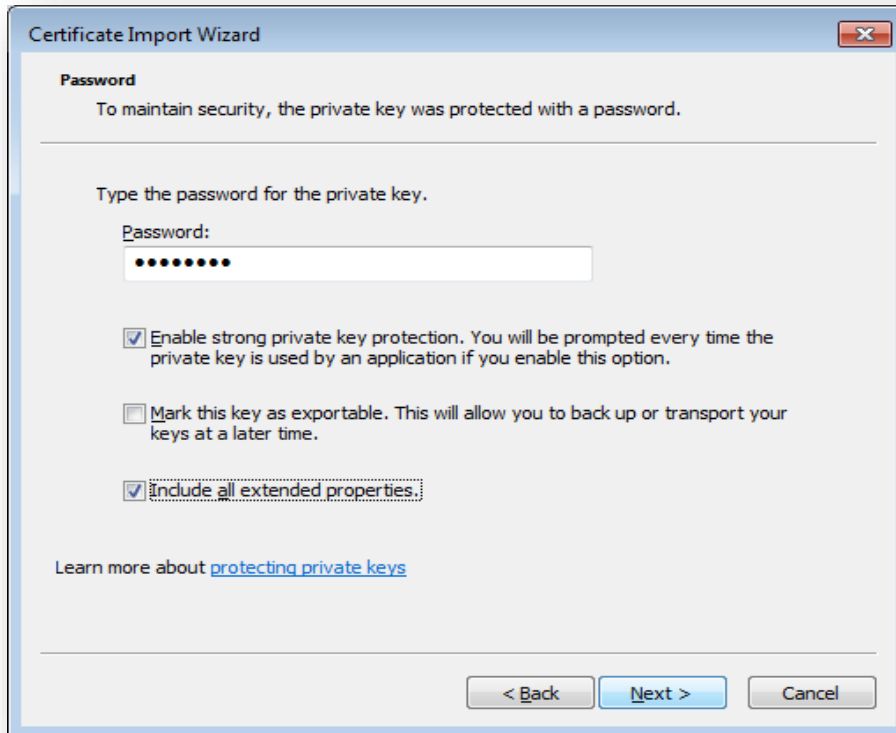 Certificate Import Wizard
Password
To maintain security, the private key was protected with a password.
Type the password for the private key.
Password:
••••••••
Enable strong private key protection. You will be prompted every time the
private key is used by an application if you enable this option.
Mark this key as exportable. This will allow you to back up or transport your
keys at a later time.
Include all extended properties.
Learn more about protecting private keys
< Back Next > Cancel